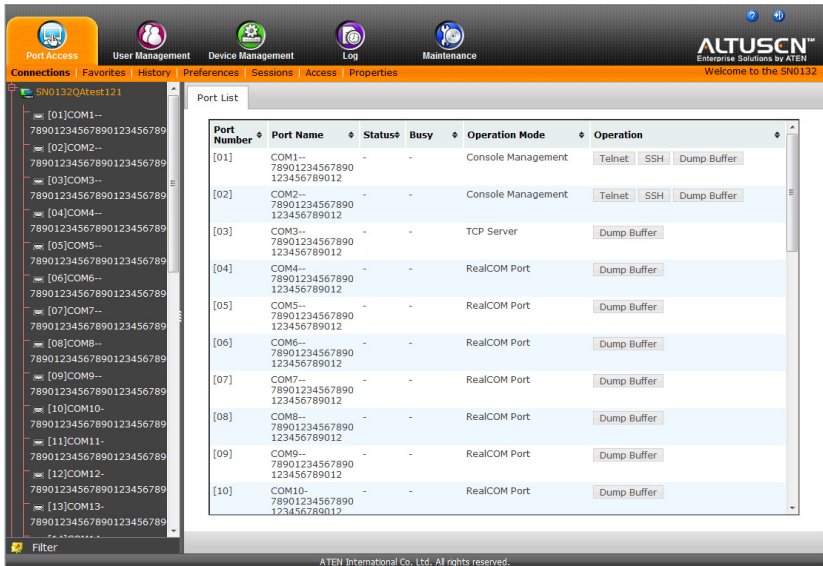 Port Access
User Management
Device Management
Log
Maintenance
ALTUSEN™
Enterprise Solutions by ATEN
Connections | Favorites | History | Preferences | Sessions | Access | Properties
Welcome to the SN0132
SN0132QAtest121
[01]COM1--
78901234567890123456789
[02]COM2--
78901234567890123456789
[03]COM3--
78901234567890123456789
[04]COM4--
78901234567890123456789
[05]COM5--
78901234567890123456789
[06]COM6--
78901234567890123456789
[07]COM7--
78901234567890123456789
[08]COM8--
78901234567890123456789
[09]COM9--
78901234567890123456789
[10]COM10-
78901234567890123456789
[11]COM11-
78901234567890123456789
[12]COM12-
78901234567890123456789
[13]COM13-
78901234567890123456789
Filter
Port List
Port Number Port Name Status Busy Operation Mode Operation
[01] COM1-- - - Console Management Telnet SSH Dump Buffer
78901234567890
123456789012
[02] COM2-- - - Console Management Telnet SSH Dump Buffer
78901234567890
123456789012
[03] COM3-- - - TCP Server Dump Buffer
78901234567890
123456789012
[04] COM4-- - - RealCOM Port Dump Buffer
78901234567890
123456789012
[05] COM5-- - - RealCOM Port Dump Buffer
78901234567890
123456789012
[06] COM6-- - - RealCOM Port Dump Buffer
78901234567890
123456789012
[07] COM7-- - - RealCOM Port Dump Buffer
78901234567890
123456789012
[08] COM8-- - - RealCOM Port Dump Buffer
78901234567890
123456789012
[09] COM9-- - - RealCOM Port Dump Buffer
78901234567890
123456789012
[10] COM10- - - RealCOM Port Dump Buffer
78901234567890
123456789012
ATEN International Co. Ltd. All rights reserved.